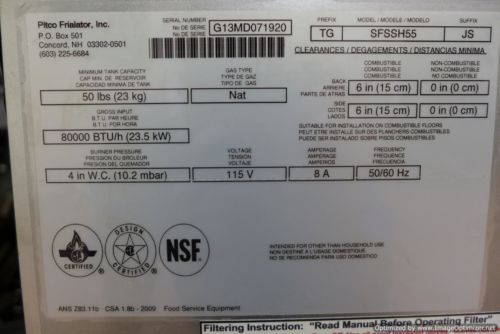 Pitco Frialator, Inc.
P.O. Box 501
Concord, NH 03302-0501
(603) 225-6684
SERIAL NUMBER
No DE SERIE
No DE SERIE
G13MD071920
PREFIX
MODEL / MODELE / MODELO
SUFFIX
TG
SFSSH55
JS
CLEARANCES / DEGAGEMENTS / DISTANCIAS MINIMA
MINIMUM TANK CAPACITY
CAP MIN. DE RESERVOIR
CAPACIDAD MINIMA DE TANK
50 lbs (23 kg)
GAS TYPE
TYPE DE GAZ
TIPO DE GAS
Nat
COMBUSTIBLE
COMBUSTIBLE
COMBUSTIBLE
NON-COMBUSTIBLE
NON-COMBUSTIBLE
NO-COMBUSTIBLE
BACK
ARRIERE
PARTE DE ATRAS
6 in (15 cm)
0 in (0 cm)
SIDE
COTES
LADOS
6 in (15 cm)
0 in (0 cm)
GROSS INPUT
B.T.U. PAR HEURE
B.T.U. POR HORA
80000 BTU/h (23.5 kW)
SUITABLE FOR INSTALLATION ON COMBUSTIBLE FLOORS
PEUT ETRE INSTALLER SUR DES PLANCHERS COMBUSTIBLES
PUEDE SER INSTALADO SOBRE PISOS COMBUSTIBLES
BURNER PRESSURE
PRESSION DU BROLEUR
PRESION DEL QUEMADOR
4 in W.C. (10.2 mbar)
VOLTAGE
TENSION
VOLTAJE
115 V
AMPERAGE
AMPERAGE
AMPERAJE
8 A
FREQUENCY
FREQUENCE
FRECUENCIA
50/60 Hz
CERTIFIED
DESIGN
CERTIFIED
NSF
INTENDED FOR OTHER THAN HOUSEHOLD USE
NON DESTINE A L'USAGE DOMESTIQUE
NO SE RECOMIENDA PARA USO DOMESTICO
ANS Z83.11b CSA 1.8b - 2009 Food Service Equipment
Optimized by www.ImageOptimizer.net
Filtering Instruction: "Read Manual Before Operating Filter"